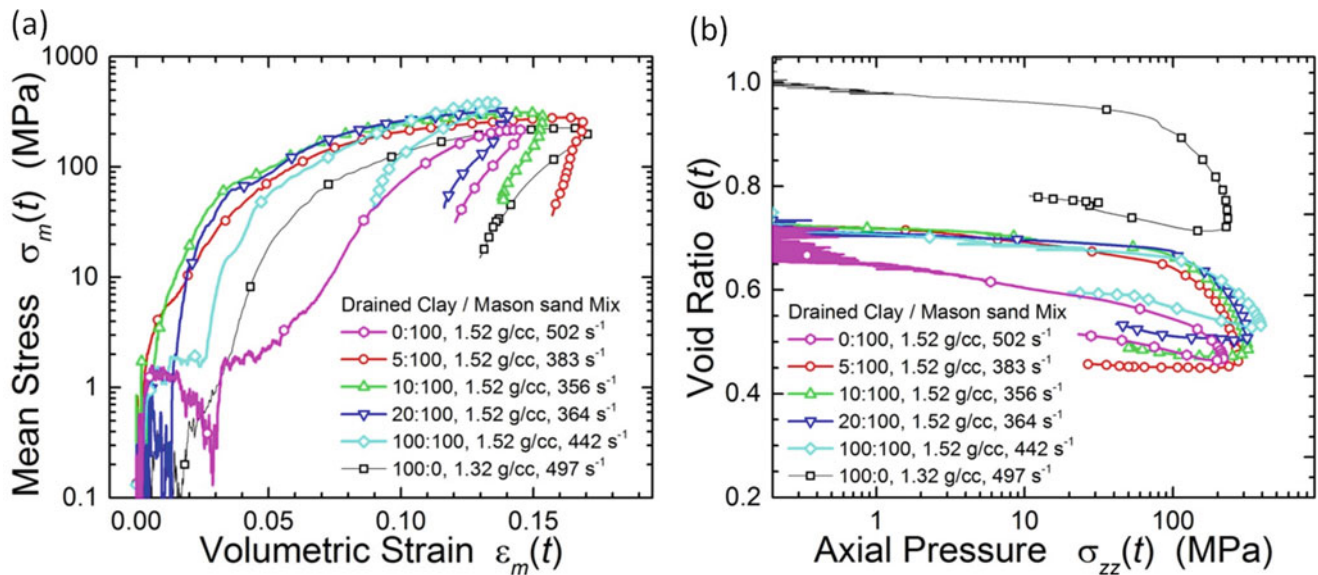 (a)
1000
100
10
1
0.1
Mean Stress σm(t) (MPa)
Drained Clay / Mason sand Mix
0:100, 1.52 g/cc, 502 s⁻¹
5:100, 1.52 g/cc, 383 s⁻¹
10:100, 1.52 g/cc, 356 s⁻¹
20:100, 1.52 g/cc, 364 s⁻¹
100:100, 1.52 g/cc, 442 s⁻¹
100:0, 1.32 g/cc, 497 s⁻¹
0.00 0.05 0.10 0.15
Volumetric Strain εm(t)
(b)
1.0
0.8
0.6
0.4
0.2
Void Ratio e(t)
Drained Clay / Mason sand Mix
0:100, 1.52 g/cc, 502 s⁻¹
5:100, 1.52 g/cc, 383 s⁻¹
10:100, 1.52 g/cc, 356 s⁻¹
20:100, 1.52 g/cc, 364 s⁻¹
100:100, 1.52 g/cc, 442 s⁻¹
100:0, 1.32 g/cc, 497 s⁻¹
1 10 100
Axial Pressure σzz(t) (MPa)